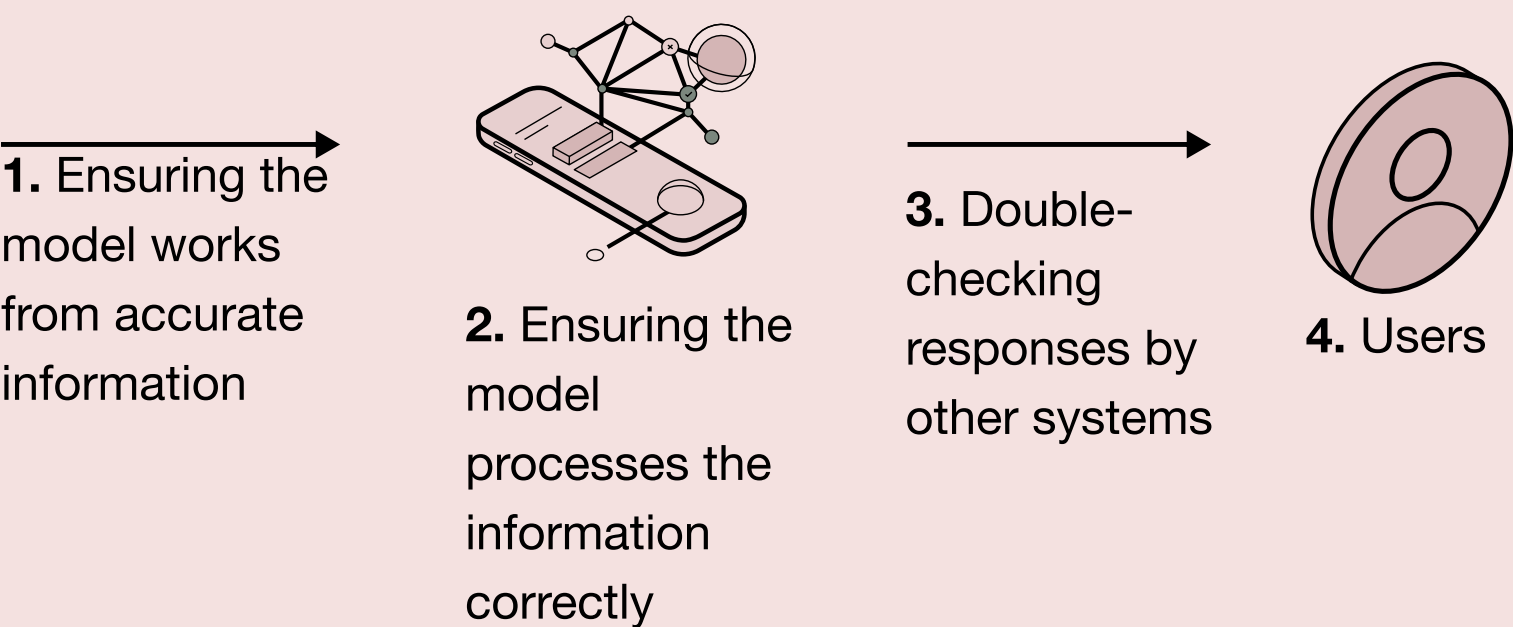 1. Ensuring the
model works
from accurate
information
2. Ensuring the
model
processes the
information
correctly
3. Double-
checking
responses by
other systems
4. Users